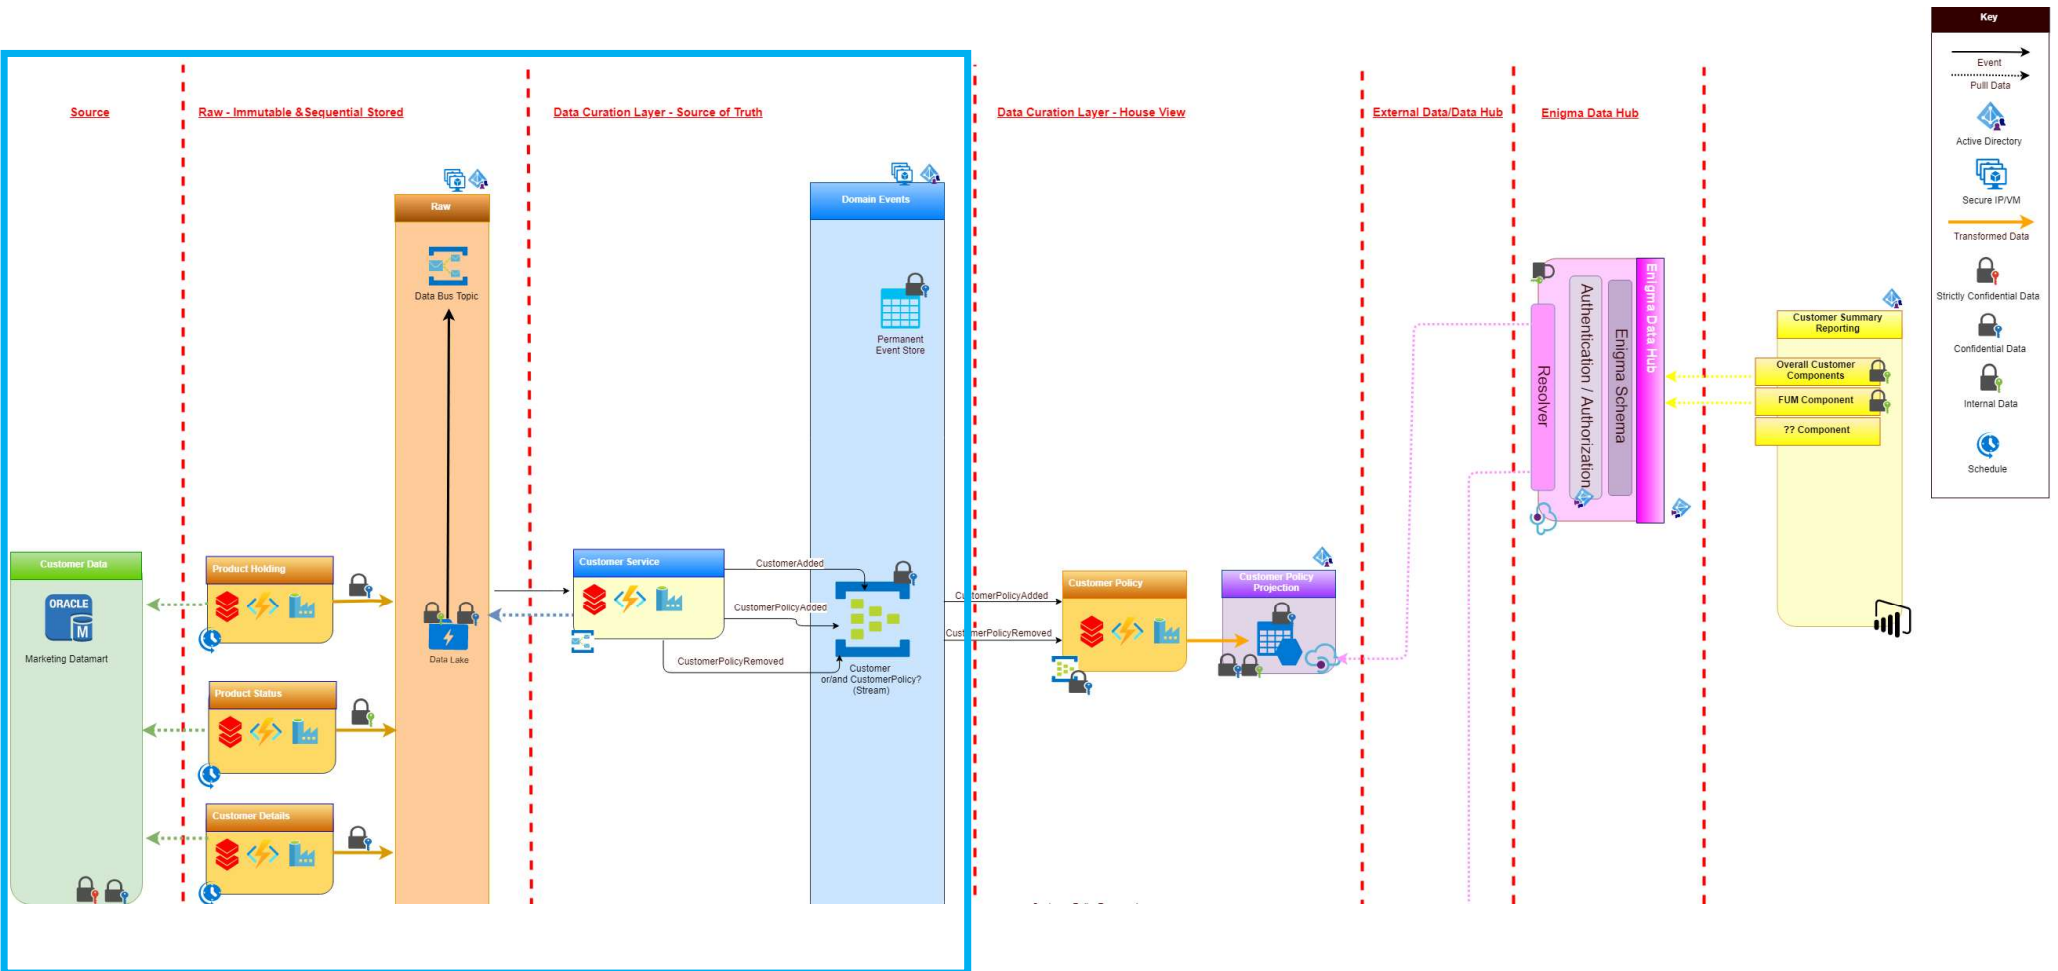 Key
Event
Pulll Data
Active Directory
Secure IP/VM
Transformed Data
Strictly Confidential Data
Confidential Data
Internal Data
Schedule
Source
Raw - Immutable &Sequential Stored
Data Curation Layer - Source of Truth
Data Curation Layer - House View
External Data/Data Hub
Enigma Data Hub
Customer Data
ORACLE
M
Marketing Datamart
Product Holding
Product Status
Customer Details
Raw
Data Bus Topic
Data Lake
Customer Service
CustomerAdded
CustomerPolicyAdded
CustomerPolicyRemoved
Domain Events
Permanent
Event Store
Customer
or/and CustomerPolicy?
(Stream)
CustomerPolicyAdded
CustomerPolicyRemoved
Customer Policy
Customer Policy
Projection
Resolver
Authentication / Authorization
Enigma Schema
Enigma Data Hub
Customer Summary
Reporting
Overall Customer
Components
FUM Component
?? Component